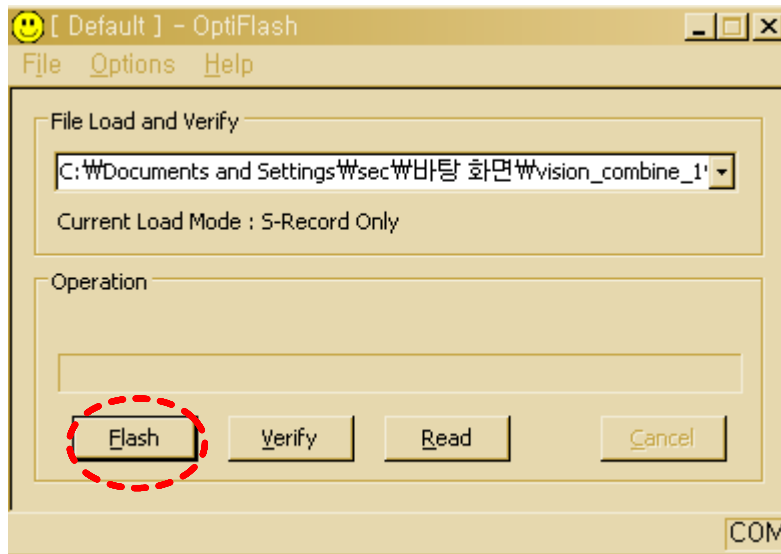 [ Default ] - OptiFlash
File Options Help
File Load and Verify
C:₩Documents and Settings₩sec₩바탕 화면₩vision_combine_1
Current Load Mode : S-Record Only
Operation
Flash Verify Read Cancel
COM